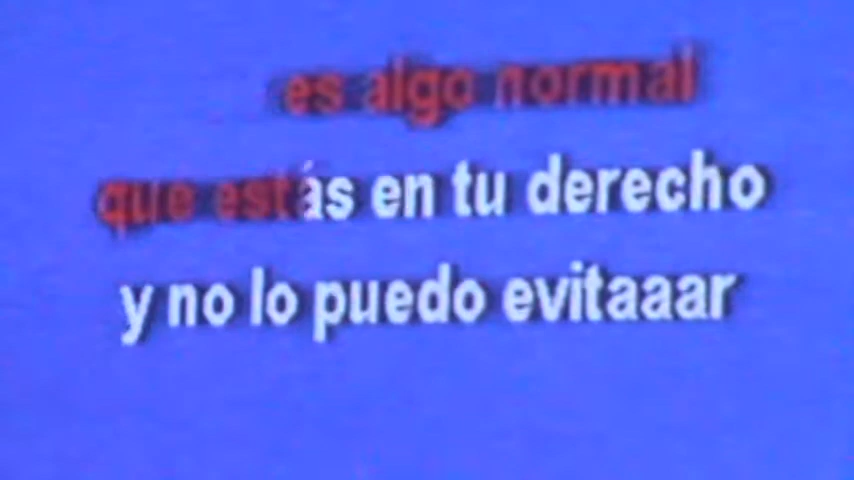 es algo normal
que estás en tu derecho
y no lo puedo evitaaar